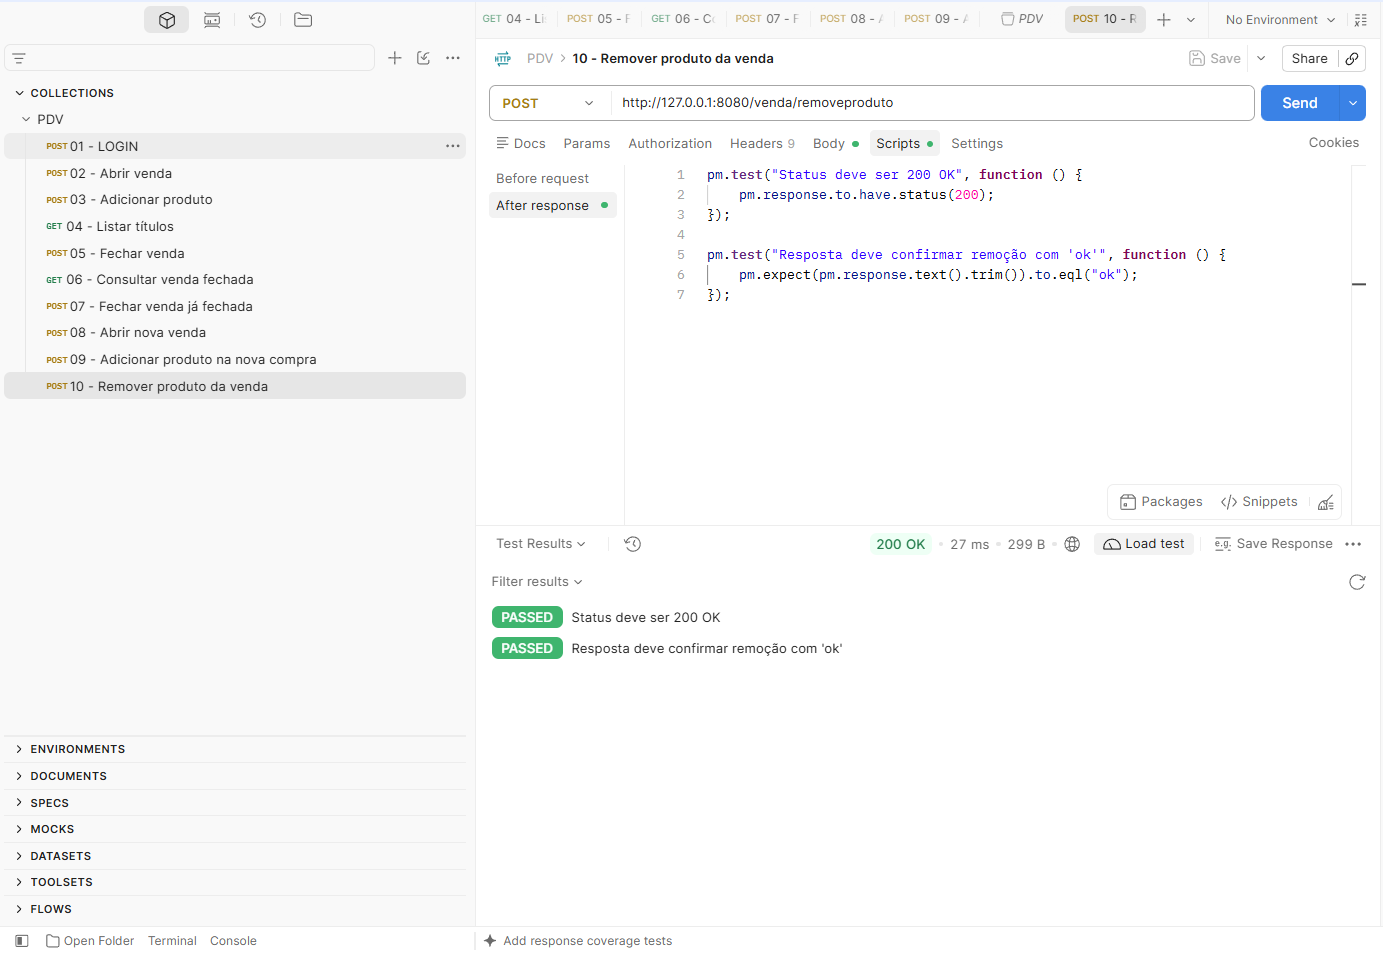 GET 04 - Li
POST 05 - F
GET 06 - Co
POST 07 - F
POST 08 - A
POST 09 - A
PDV
POST 10 - R
No Environment
PDV > 10 - Remover produto da venda
Save
Share
COLLECTIONS
PDV
POST 01 - LOGIN
POST 02 - Abrir venda
POST 03 - Adicionar produto
GET 04 - Listar títulos
POST 05 - Fechar venda
GET 06 - Consultar venda fechada
POST 07 - Fechar venda já fechada
POST 08 - Abrir nova venda
POST 09 - Adicionar produto na nova compra
POST 10 - Remover produto da venda
ENVIRONMENTS
DOCUMENTS
SPECS
MOCKS
DATASETS
TOOLSETS
FLOWS
Open Folder Terminal Console
HTTP
POST http://127.0.0.1:8080/venda/removeproduto
Send
Docs Params Authorization Headers 9 Body Scripts Settings
Cookies
Before request
After response
1 pm.test("Status deve ser 200 OK", function () {
2 pm.response.to.have.status(200);
3 });
4
5 pm.test("Resposta deve confirmar remoção com 'ok'", function () {
6 pm.expect(pm.response.text().trim()).to.eql("ok");
7 });
Packages </> Snippets
Test Results
200 OK • 27 ms • 299 B
Load test
e.g. Save Response
Filter results
PASSED Status deve ser 200 OK
PASSED Resposta deve confirmar remoção com 'ok'
Add response coverage tests